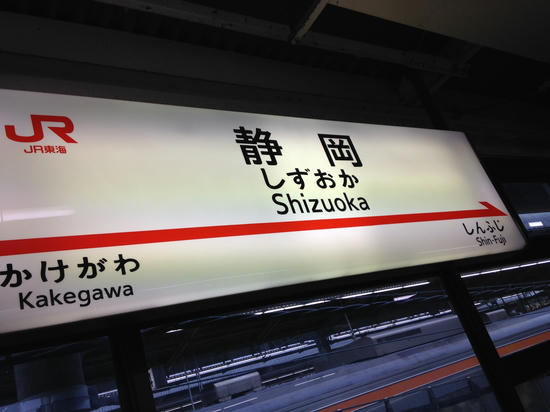 JR
JR東海
静岡
しずおか
Shizuoka
しんふじ
Shin-Fuji
かけがわ
Kakegawa